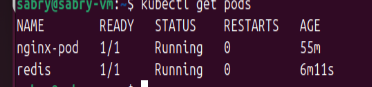 sabry@sabry-vm:~$ kubectl get pods
NAME READY STATUS RESTARTS AGE
nginx-pod 1/1 Running 0 55m
redis 1/1 Running 0 6m11s